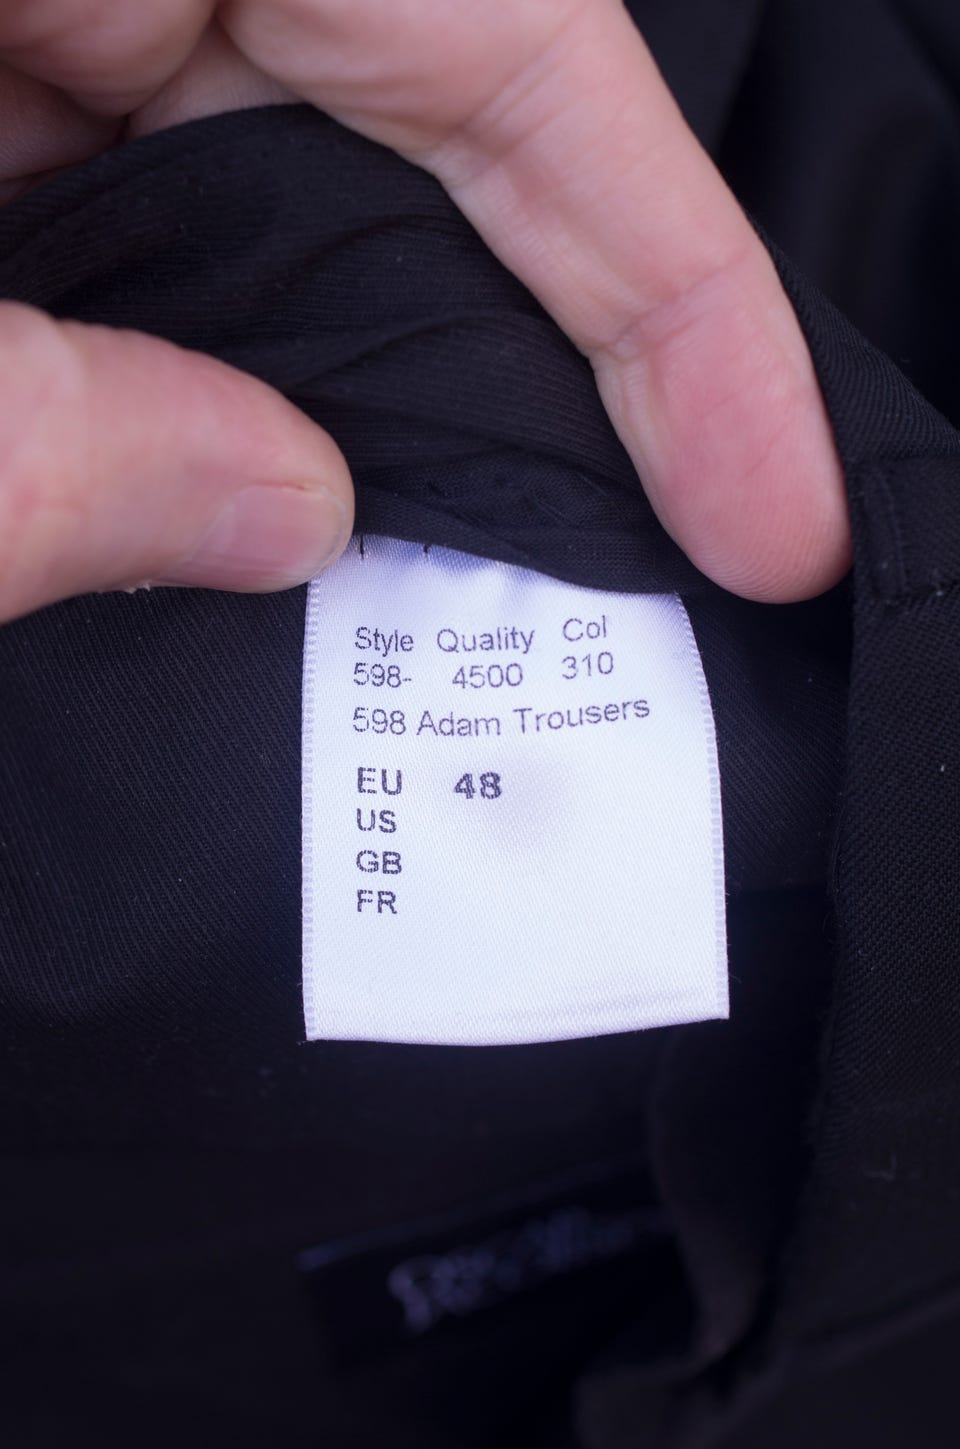 Style Quality Col
598- 4500 310
598 Adam Trousers
EU 48
US
GB
FR